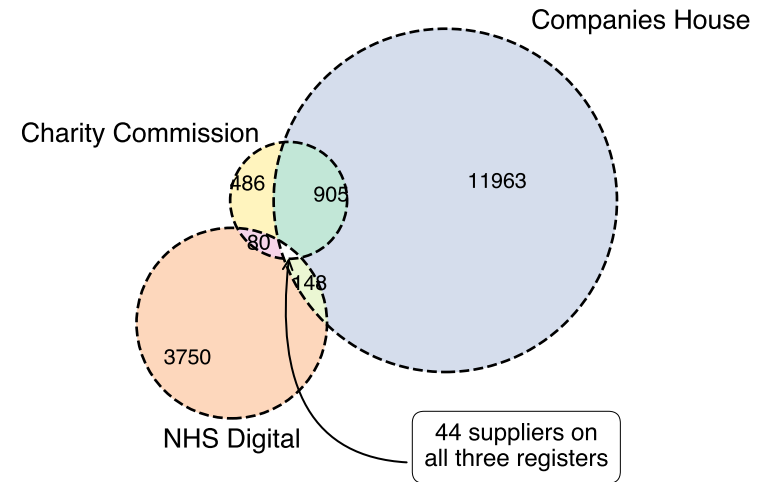 Companies House
Charity Commission
486
905
11963
80
148
3750
NHS Digital
44 suppliers on
all three registers